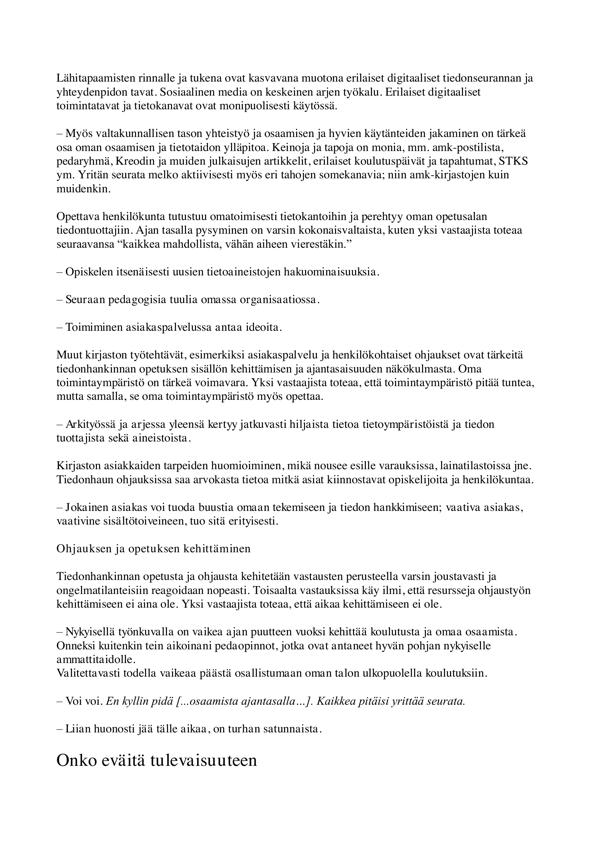 Lähitapaamisten rinnalle ja tukena ovat kasvavana muotona erilaiset digitaaliset tiedonseurannan ja
yhteydenpidon tavat. Sosiaalinen media on keskeinen arjen työkalu. Erilaiset digitaaliset
toimintatavat ja tietokanavat ovat monipuolisesti käytössä.
– Myös valtakunnallisen tason yhteistyö ja osaamisen ja hyvien käytänteiden jakaminen on tärkeä
osa oman osaamisen ja tietotaidon ylläpitoa. Keinoja ja tapoja on monia, mm. amk-postilista,
pedaryhmä, Kreodin ja muiden julkaisujen artikkelit, erilaiset koulutuspäivät ja tapahtumat, STKS
ym. Yritän seurata melko aktiivisesti myös eri tahojen somekanavia; niin amk-kirjastojen kuin
muidenkin.
Opettava henkilökunta tutustuu omatoimisesti tietokantoihin ja perehtyy oman opetusalan
tiedontuottajiin. Ajan tasalla pysyminen on varsin kokonaisvaltaista, kuten yksi vastaajista toteaa
seuraavansa “kaikkea mahdollista, vähän aiheen vierestäkin.”
– Opiskelen itsenäisesti uusien tietoaineistojen hakuominaisuuksia.
– Seuraan pedagogisia tuulia omassa organisaatiossa.
– Toimiminen asiakaspalvelussa antaa ideoita.
Muut kirjaston työtehtävät, esimerkiksi asiakaspalvelu ja henkilökohtaiset ohjaukset ovat tärkeitä
tiedonhankinnan opetuksen sisällön kehittämisen ja ajantasaisuuden näkökulmasta. Oma
toimintaympäristö on tärkeä voimavara. Yksi vastaajista toteaa, että toimintaympäristö pitää tuntea,
mutta samalla, se oma toimintaympäristö myös opettaa.
– Arkityössä ja arjessa yleensä kertyy jatkuvasti hiljaista tietoa tietoympäristöistä ja tiedon
tuottajista sekä aineistoista.
Kirjaston asiakkaiden tarpeiden huomioiminen, mikä nousee esille varauksissa, lainatilastoissa jne.
Tiedonhaun ohjauksissa saa arvokasta tietoa mitkä asiat kiinnostavat opiskelijoita ja henkilökuntaa.
– Jokainen asiakas voi tuoda buustia omaan tekemiseen ja tiedon hankkimiseen; vaativa asiakas,
vaativine sisältötoiveineen, tuo sitä erityisesti.
Ohjauksen ja opetuksen kehittäminen
Tiedonhankinnan opetusta ja ohjausta kehitetään vastausten perusteella varsin joustavasti ja
ongelmatilanteisiin reagoidaan nopeasti. Toisaalta vastauksissa käy ilmi, että resursseja ohjaustyön
kehittämiseen ei aina ole. Yksi vastaajista toteaa, että aikaa kehittämiseen ei ole.
– Nykyisellä työnkuvalla on vaikea ajan puutteen vuoksi kehittää koulutusta ja omaa osaamista.
Onneksi kuitenkin tein aikoinani pedaopinnot, jotka ovat antaneet hyvän pohjan nykyiselle
ammattitaidolle.
Valitettavasti todella vaikeaa päästä osallistumaan oman talon ulkopuolella koulutuksiin.
– Voi voi. En kyllin pidä [...osaamista ajantasalla…]. Kaikkea pitäisi yrittää seurata.
– Liian huonosti jää tälle aikaa, on turhan satunnaista.
Onko eväitä tulevaisuuteen